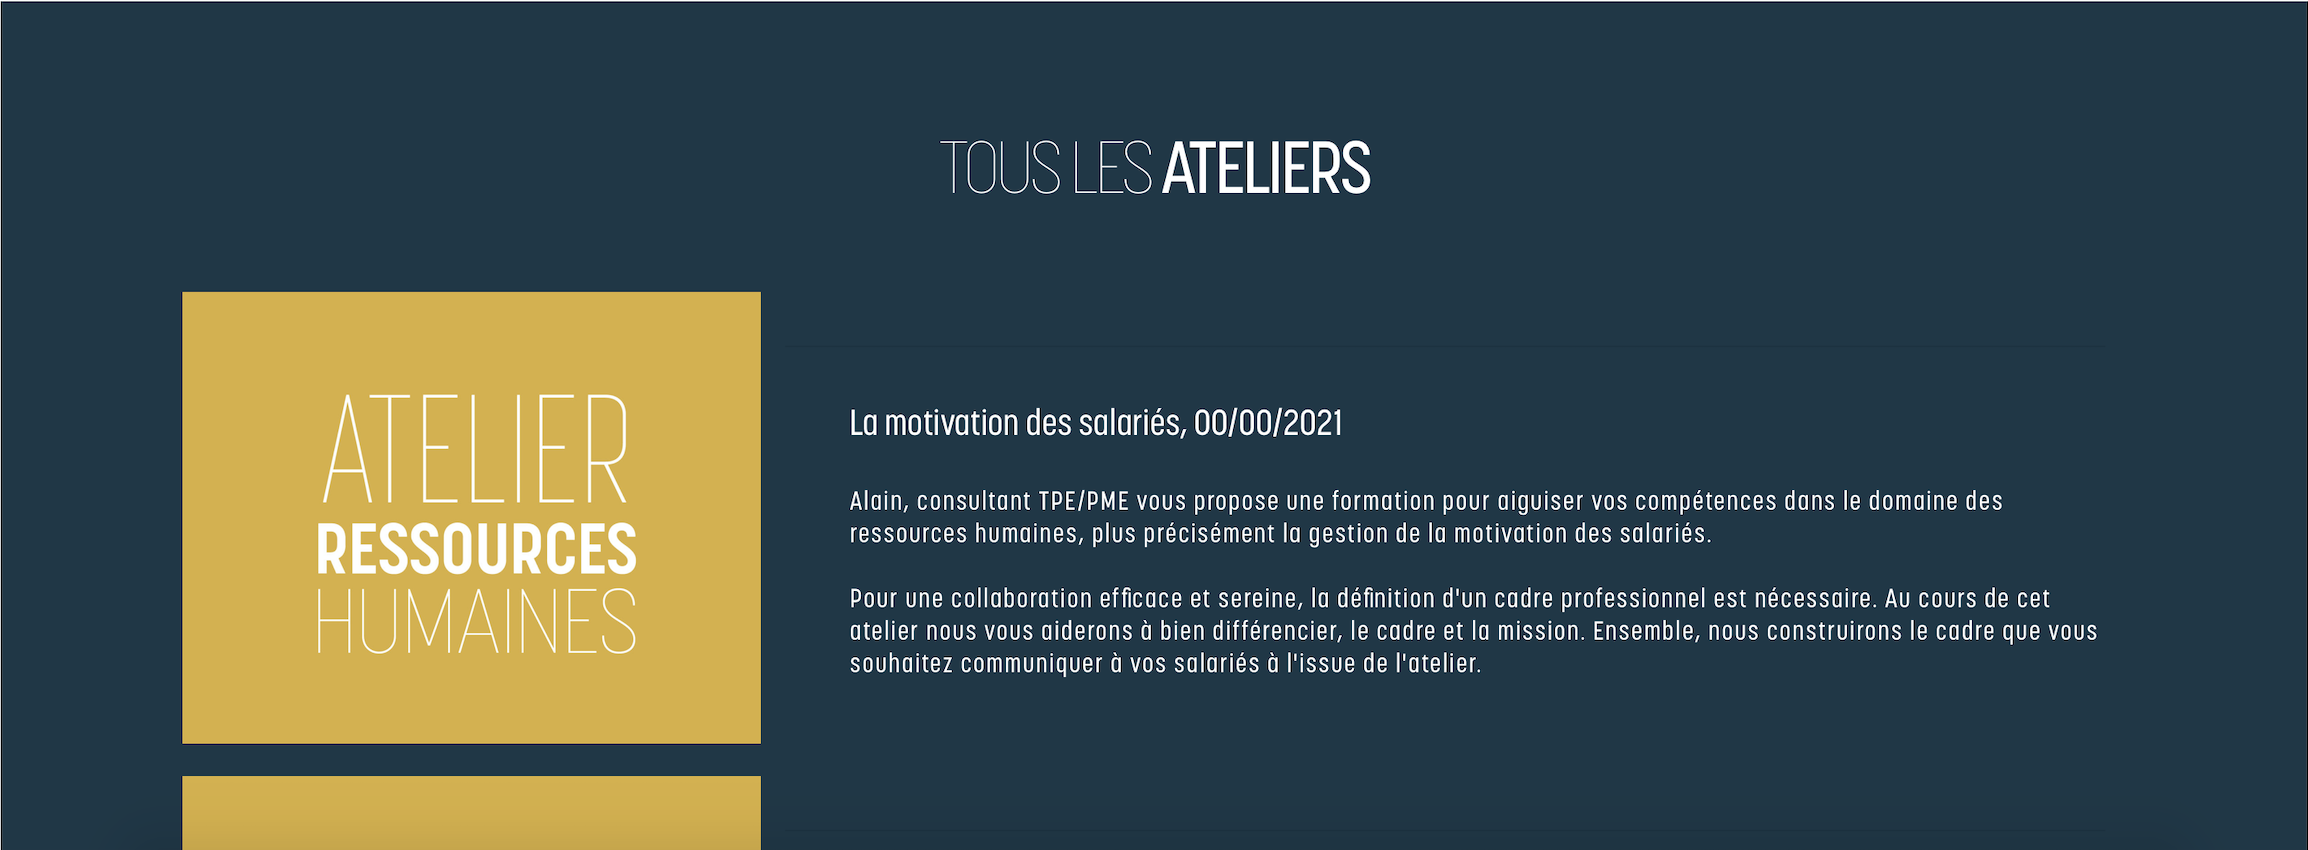 TOUS LES ATELIERS
ATELIER
RESSOURCES
HUMAINES
La motivation des salariés, 00/00/2021
Alain, consultant TPE/PME vous propose une formation pour aiguiser vos compétences dans le domaine des
ressources humaines, plus précisément la gestion de la motivation des salariés.
Pour une collaboration efficace et sereine, la définition d'un cadre professionnel est nécessaire. Au cours de cet
atelier nous vous aiderons à bien différencier, le cadre et la mission. Ensemble, nous construirons le cadre que vous
souhaitez communiquer à vos salariés à l'issue de l'atelier.